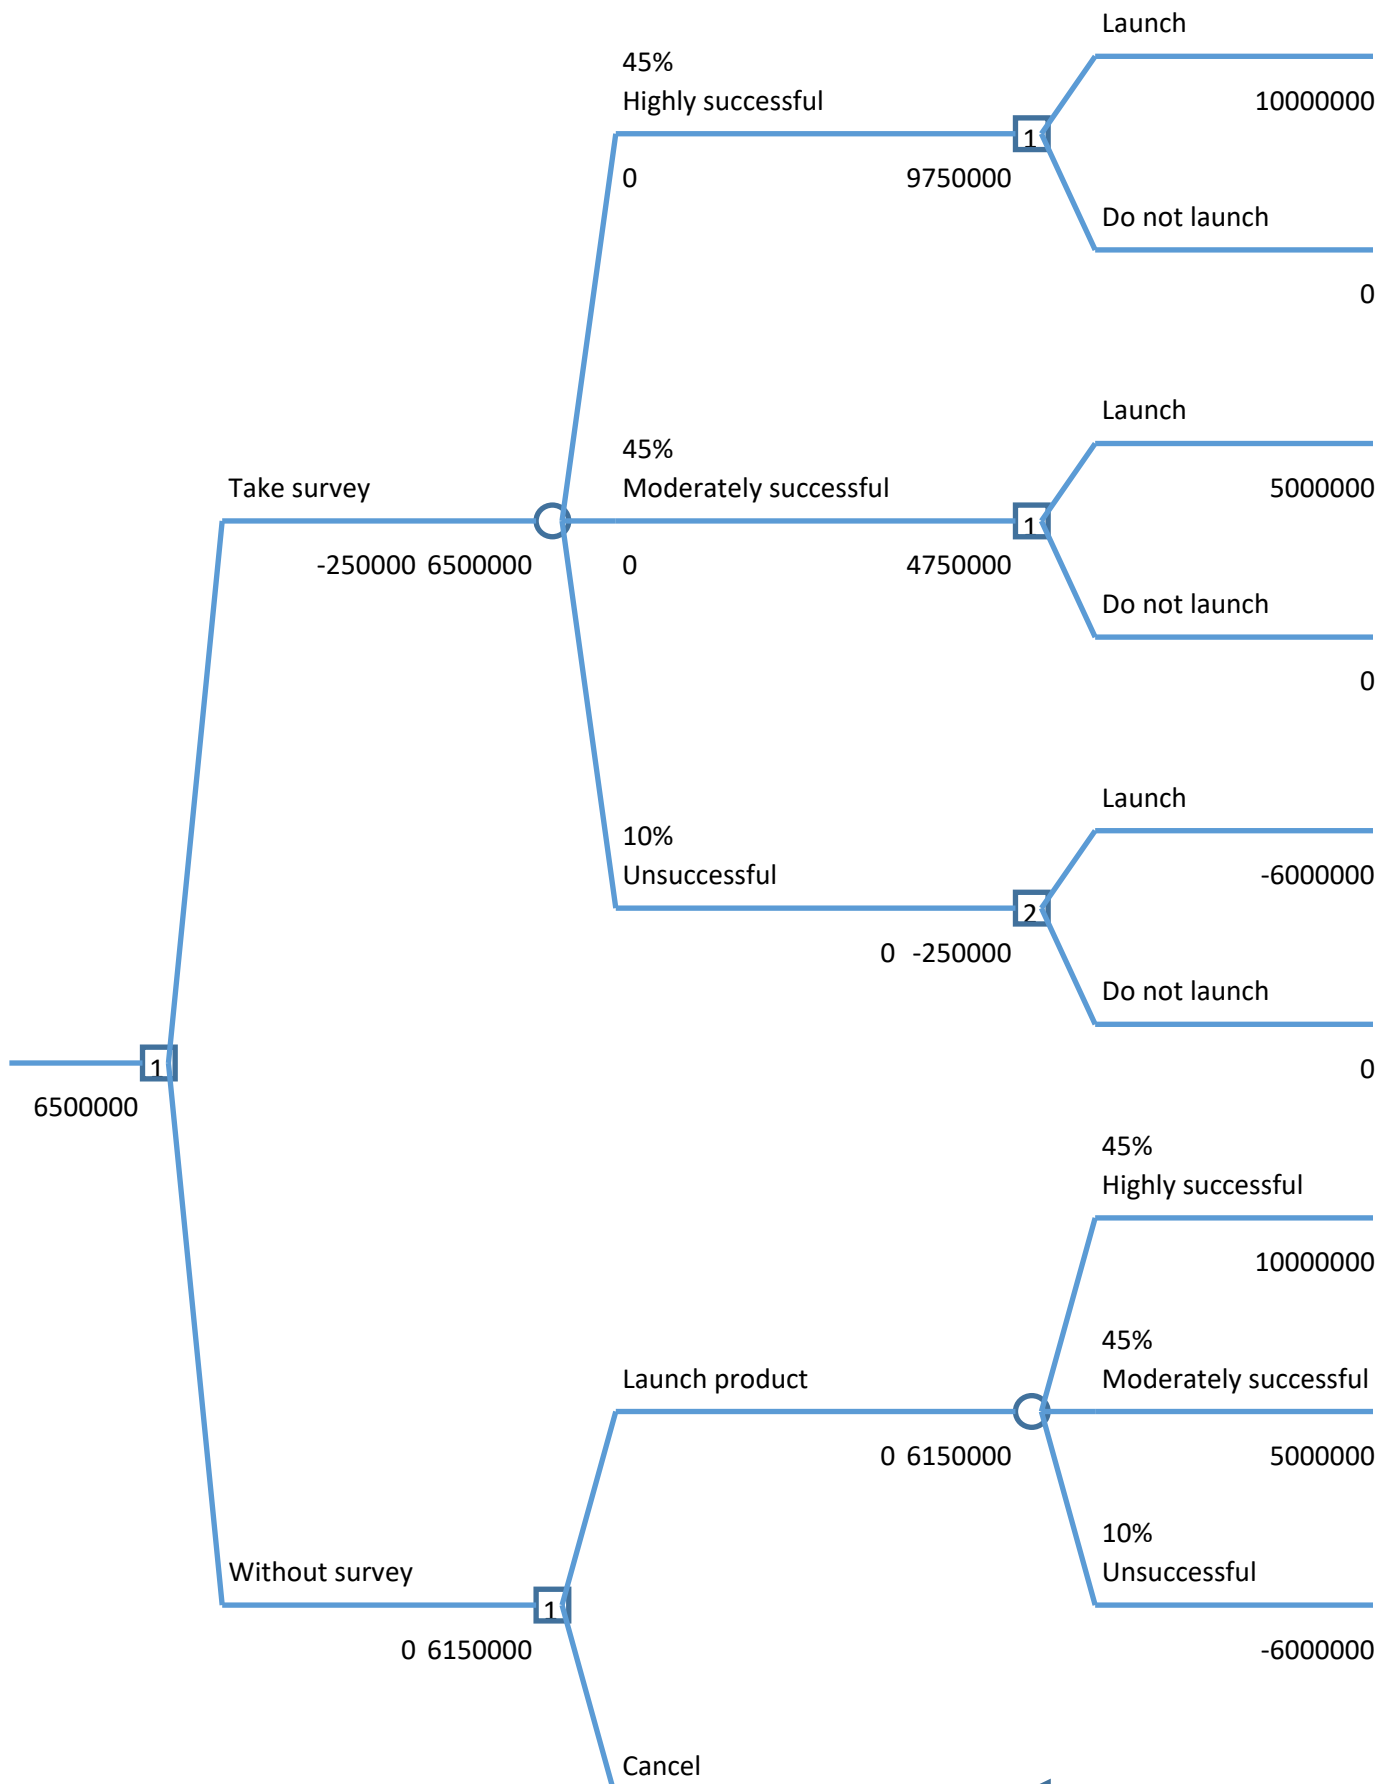 Launch
45%
Highly successful
10000000
1
0 9750000
Do not launch
0
Launch
45%
Take survey Moderately successful
5000000
1
-250000 6500000 0 4750000
Do not launch
0
Launch
10%
Unsuccessful
-6000000
2
0 -250000
Do not launch
1
0
6500000
45%
Highly successful
10000000
45%
Launch product Moderately successful
0 6150000 5000000
10%
Without survey Unsuccessful
1
0 6150000 -6000000
Cancel